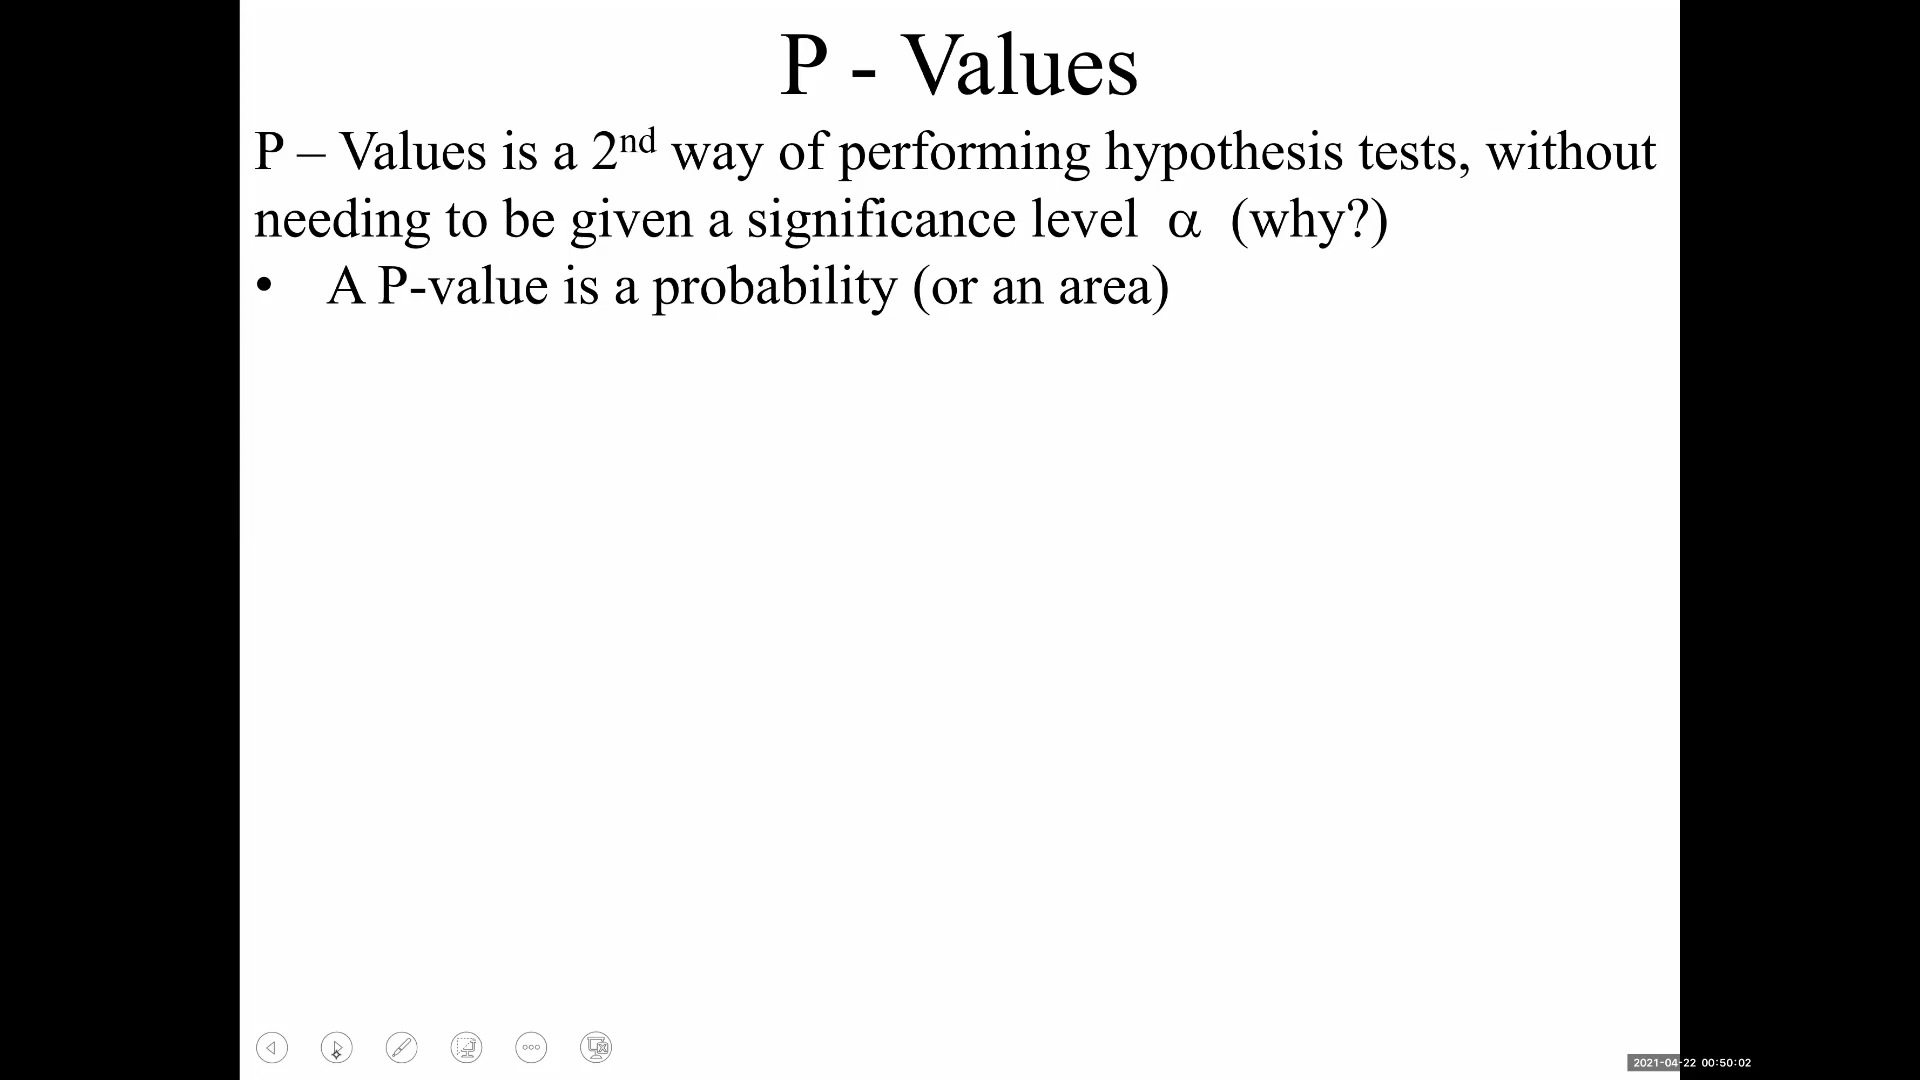 P - Values
P – Values is a 2nd way of performing hypothesis tests, without
needing to be given a significance level α (why?)
• A P-value is a probability (or an area)
2021-04-22 00:50:02